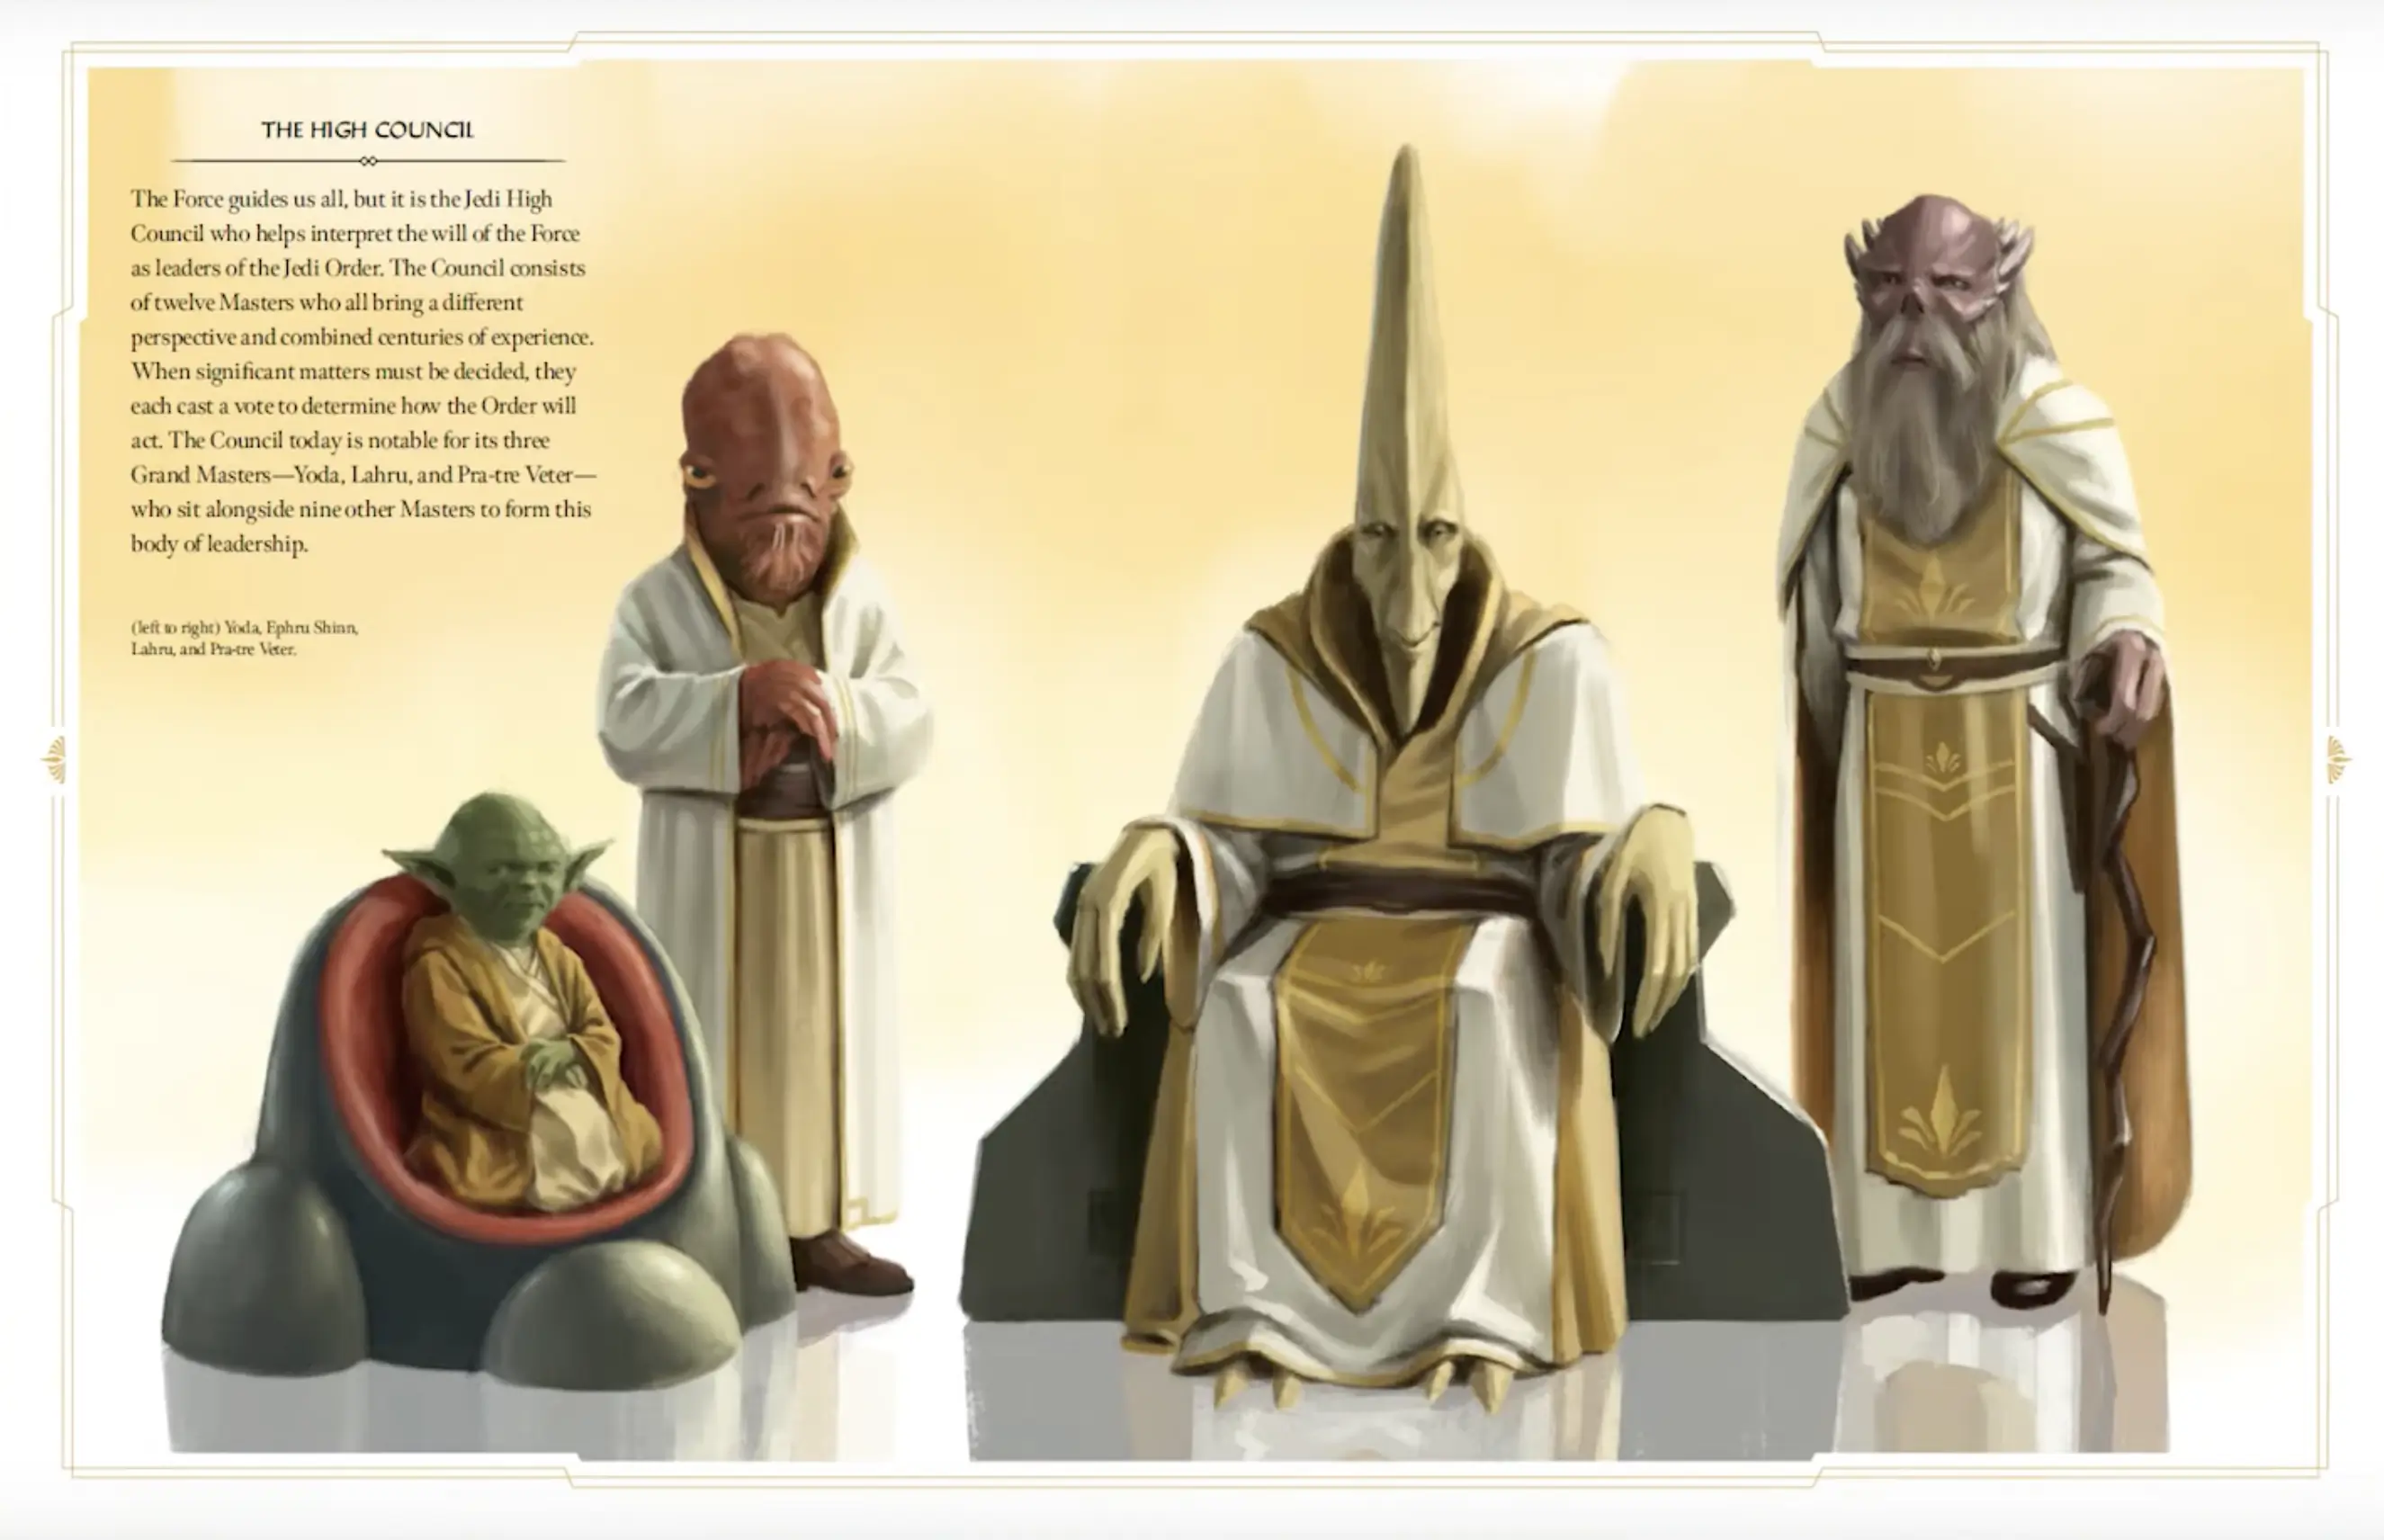 THE HIGH COUNCIL
The Force guides us all, but it is the Jedi High
Council who helps interpret the will of the Force
as leaders of the Jedi Order. The Council consists
of twelve Masters who all bring a different
perspective and combined centuries of experience.
When significant matters must be decided, they
each cast a vote to determine how the Order will
act. The Council today is notable for its three
Grand Masters—Yoda, Lahru, and Pra-tre Veter—
who sit alongside nine other Masters to form this
body of leadership.
(left to right) Yoda, Ephru Shinn,
Lahru, and Pra-tre Veter.